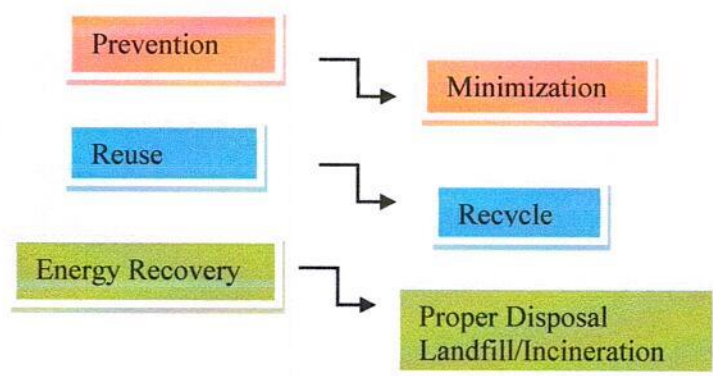 Prevention
Minimization
Reuse
Recycle
Energy Recovery
Proper Disposal
Landfill/Incineration